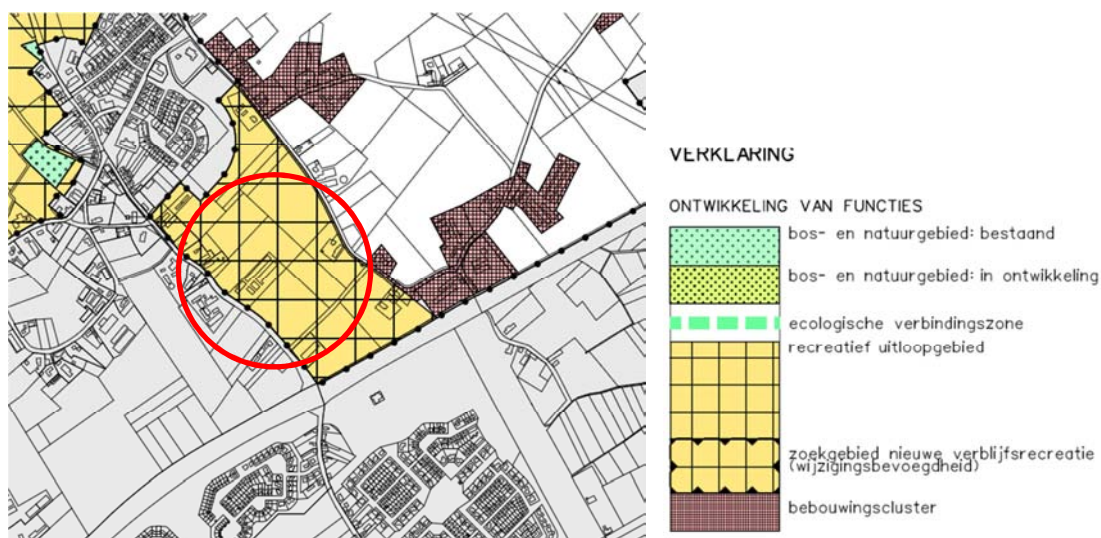 VERKLARING
ONTWIKKELING VAN FUNCTIES
bos- en natuurgebied: bestaand
bos- en natuurgebied: in ontwikkeling
ecologische verbindingszone
recreatief uitloopgebied
zoekgebied nieuwe verblijfsrecreatie
(wijzigingsbevoegdheid)
bebouwingscluster